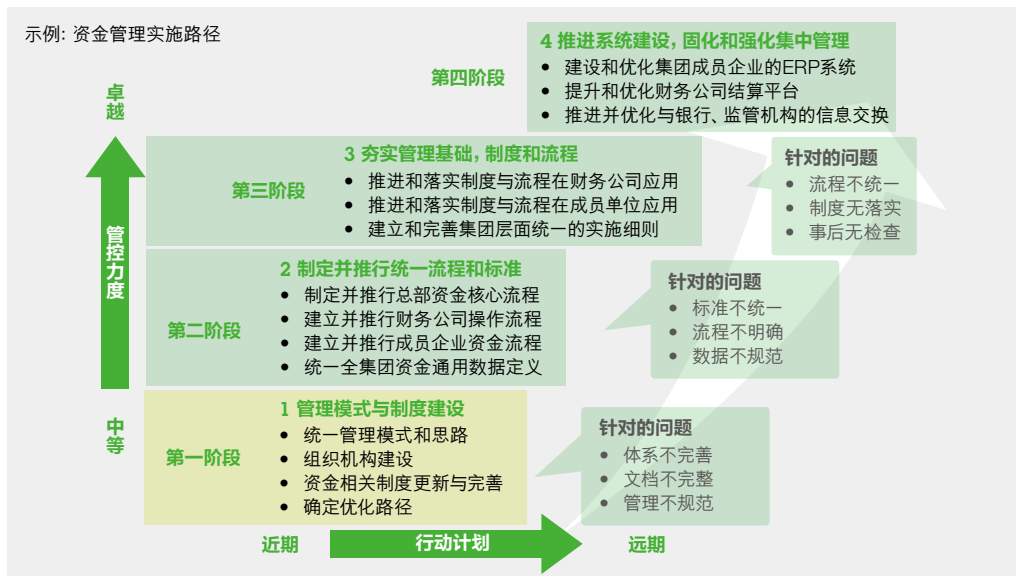 示例: 资金管理实施路径
4 推进系统建设, 固化和强化集中管理
第四阶段
• 建设和优化集团成员企业的ERP系统
• 提升和优化财务公司结算平台
• 推进并优化与银行、监管机构的信息交换
卓越
3 夯实管理基础, 制度和流程
第三阶段
• 推进和落实制度与流程在财务公司应用
• 推进和落实制度与流程在成员单位应用
• 建立和完善集团层面统一的实施细则
针对的问题
• 流程不统一
• 制度无落实
• 事后无检查
管控力度
2 制定并推行统一流程和标准
第二阶段
• 制定并推行总部资金核心流程
• 建立并推行财务公司操作流程
• 建立并推行成员企业资金流程
• 统一全集团资金通用数据定义
针对的问题
• 标准不统一
• 流程不明确
• 数据不规范
中等
1 管理模式与制度建设
第一阶段
• 统一管理模式和思路
• 组织机构建设
• 资金相关制度更新与完善
• 确定优化路径
针对的问题
• 体系不完善
• 文档不完整
• 管理不规范
近期
行动计划
远期